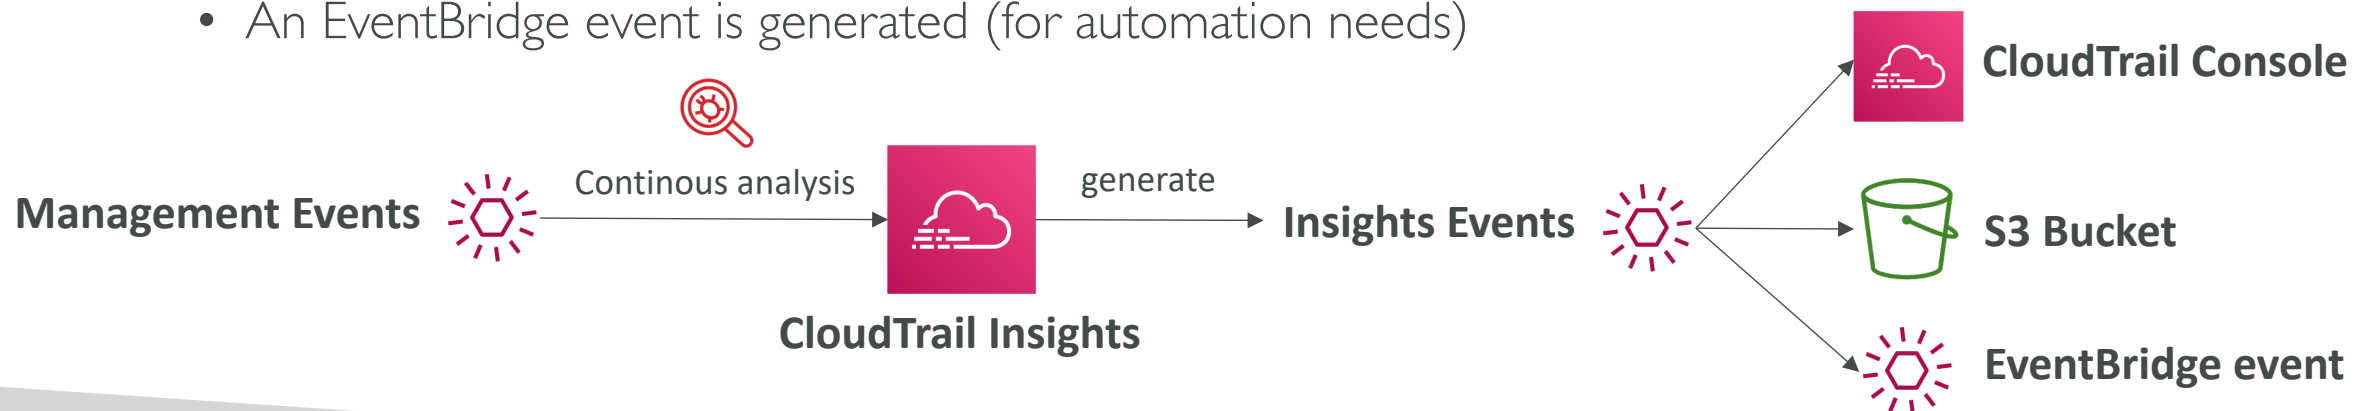 • An EventBridge event is generated (for automation needs)
CloudTrail Console
Continous analysis
generate
Management Events
Insights Events
S3 Bucket
CloudTrail Insights
EventBridge event